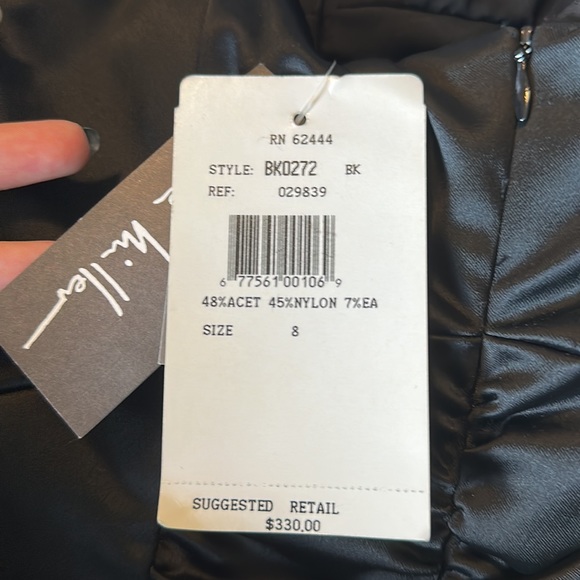 RN 62444
STYLE: BK0272 BK
REF: 029839
6 77561 00106 9
48%ACET 45%NYLON 7%EA
SIZE 8
SUGGESTED RETAIL
$330.00
Miller